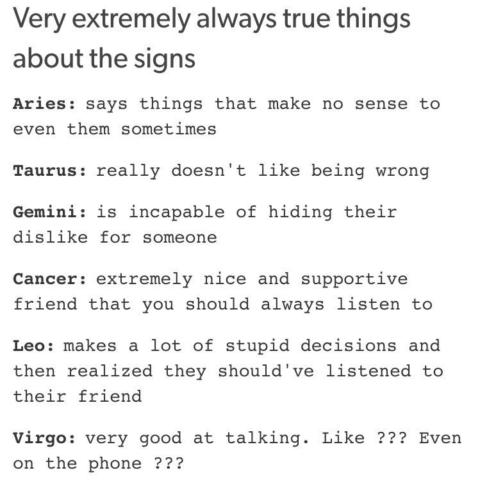 Very extremely always true things
about the signs
Aries: says things that make no sense to
even them sometimes
Taurus: really doesn't like being wrong
Gemini: is incapable of hiding their
dislike for someone
Cancer: extremely nice and supportive
friend that you should always listen to
Leo: makes a lot of stupid decisions and
then realized they should've listened to
their friend
Virgo: very good at talking. Like ??? Even
on the phone ???